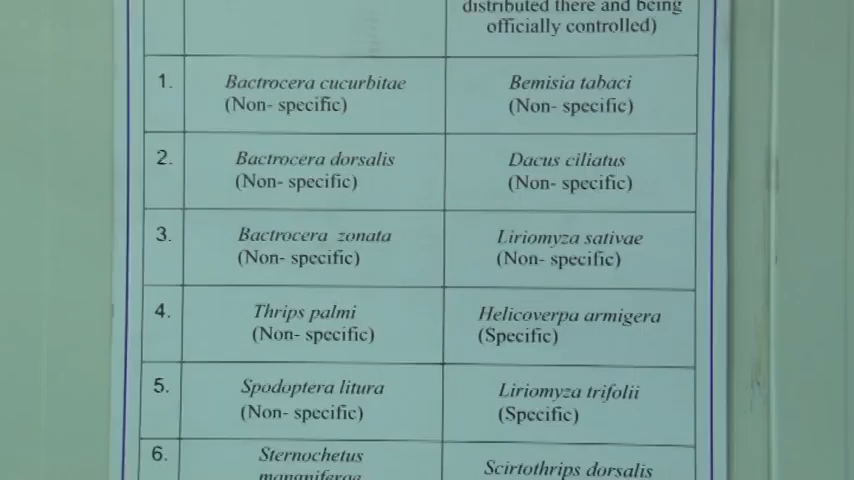 distributed there and being
officially controlled)
1. Bactrocera cucurbitae Bemisia tabaci
(Non- specific) (Non- specific)
2. Bactrocera dorsalis Dacus ciliatus
(Non- specific) (Non- specific)
3. Bactrocera zonata Liriomyza sativae
(Non- specific) (Non- specific)
4. Thrips palmi Helicoverpa armigera
(Non- specific) (Specific)
5. Spodoptera litura Liriomyza trifolii
(Non- specific) (Specific)
6. Sternochetus Scirtothrips dorsalis